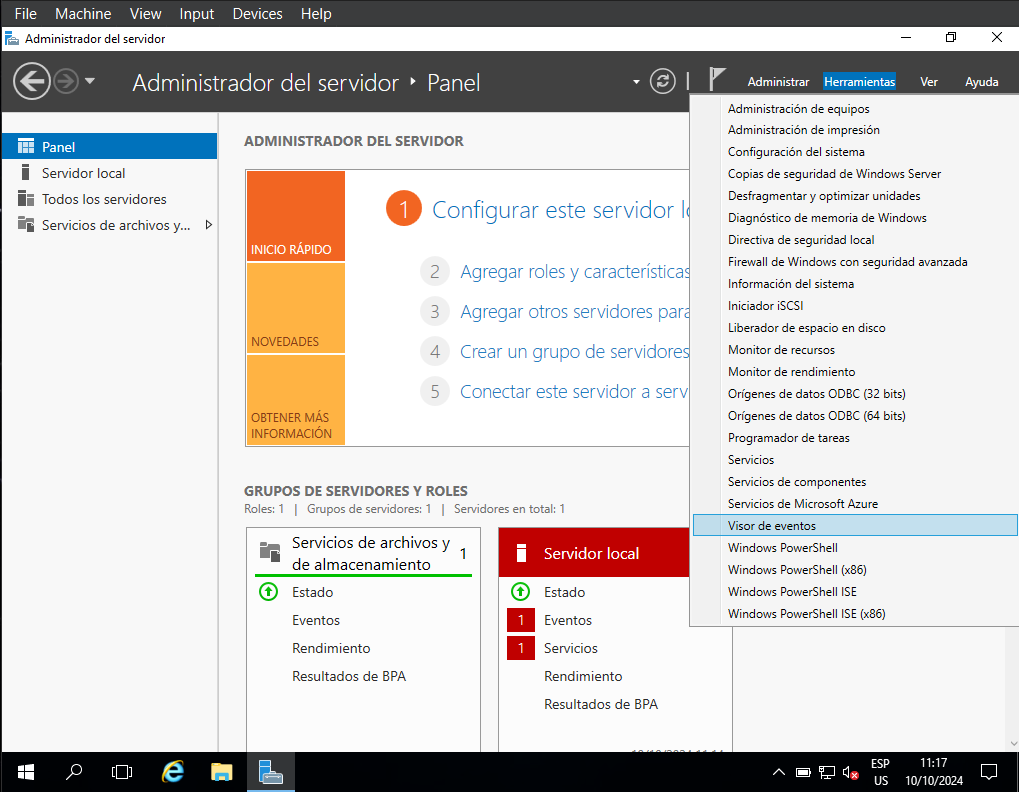 File Machine View Input Devices Help
Administrador del servidor
Administrador del servidor Panel
Administrar Herramientas Ver Ayuda
Panel
Servidor local
Todos los servidores
Servicios de archivos y...
ADMINISTRADOR DEL SERVIDOR
INICIO RÁPIDO
NOVEDADES
OBTENER MÁS
INFORMACIÓN
1 Configurar este servidor
2 Agregar roles y características
3 Agregar otros servidores para
4 Crear un grupo de servidores
5 Conectar este servidor a serv
Administración de equipos
Administración de impresión
Configuración del sistema
Copias de seguridad de Windows Server
Desfragmentar y optimizar unidades
Diagnóstico de memoria de Windows
Directiva de seguridad local
Firewall de Windows con seguridad avanzada
Información del sistema
Iniciador iSCSI
Liberador de espacio en disco
Monitor de recursos
Monitor de rendimiento
Orígenes de datos ODBC (32 bits)
Orígenes de datos ODBC (64 bits)
Programador de tareas
Servicios
Servicios de componentes
Servicios de Microsoft Azure
Visor de eventos
Windows PowerShell
Windows PowerShell (x86)
Windows PowerShell ISE
Windows PowerShell ISE (x86)
GRUPOS DE SERVIDORES Y ROLES
Roles: 1 | Grupos de servidores: 1 | Servidores en total: 1
Servicios de archivos y
de almacenamiento
1
Estado
Eventos
Rendimiento
Resultados de BPA
Servidor local
Estado
1 Eventos
1 Servicios
Rendimiento
Resultados de BPA
ESP
US
11:17
10/10/2024